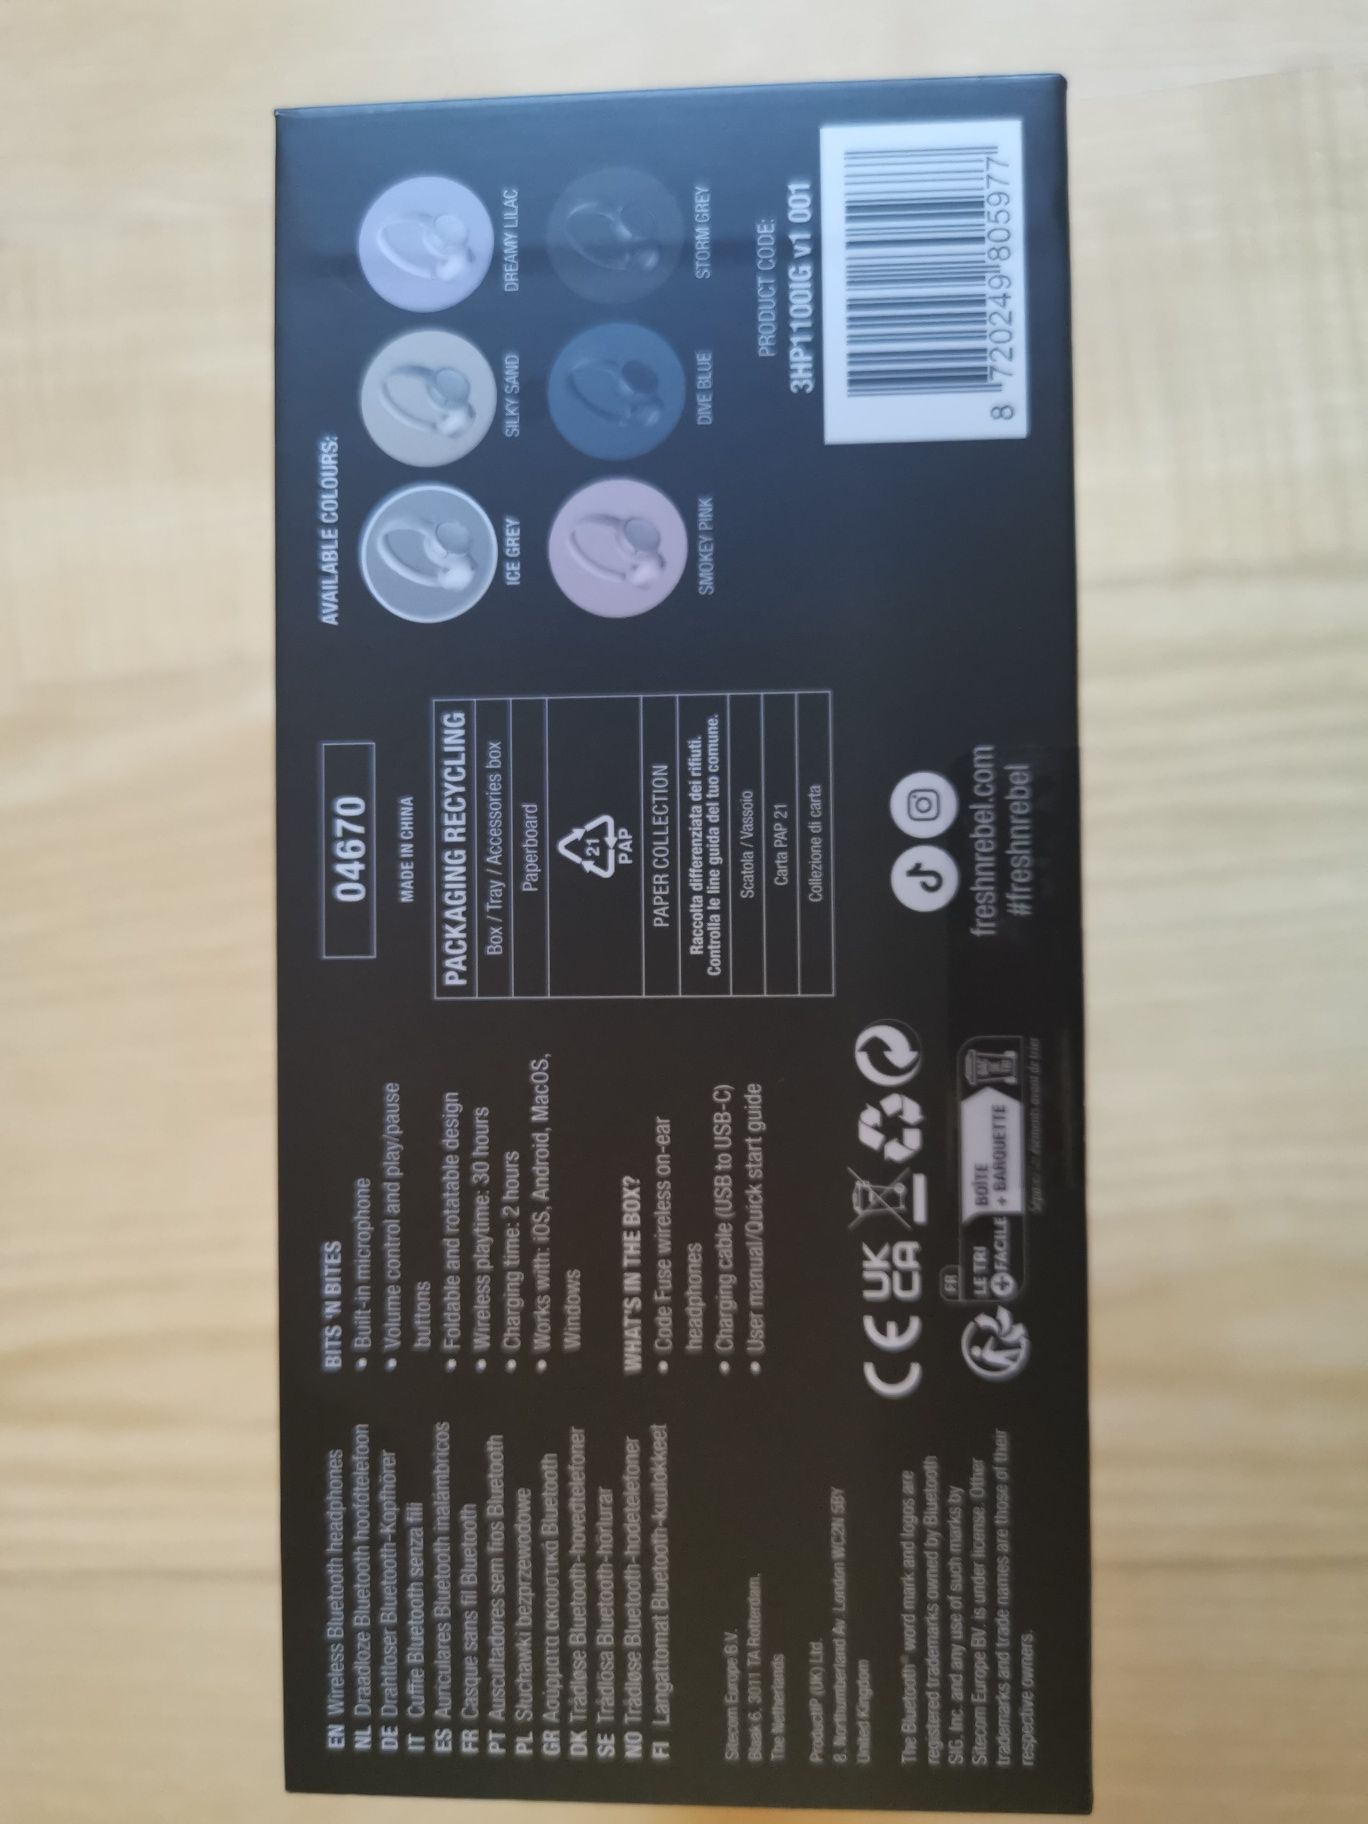 EN Wireless Bluetooth headphones
NL Draadloze Bluetooth hoofdtelefoon
DE Drahtloser Bluetooth-Kopfhörer
IT Cuffie Bluetooth senza fili
ES Auriculares Bluetooth inalámbricos
FR Casque sans fil Bluetooth
PT Auscultadores sem fios Bluetooth
PL Słuchawki bezprzewodowe
GR Ασύρματα ακουστικά Bluetooth
DK Trådløse Bluetooth-hovedtelefoner
SE Trådlösa Bluetooth-hörlurar
NO Trådløse Bluetooth-hodetelefoner
FI Langattomat Bluetooth-kuulokkeet
Sitecom Europe B.V.
Blaak 6, 3011 TA Rotterdam.
The Netherlands
ProductIP (UK) Ltd.
8, Northumberland Av. London WC2N 5BY
United Kingdom
The Bluetooth® word mark and logos are
registered trademarks owned by Bluetooth
SIG, Inc. and any use of such marks by
Sitecom Europe BV. is under license. Other
trademarks and trade names are those of their
respective owners.
BITS 'N BITES
• Built-in microphone
• Volume control and play/pause
buttons
• Foldable and rotatable design
• Wireless playtime: 30 hours
• Charging time: 2 hours
• Works with: iOS, Android, MacOS,
Windows
WHAT'S IN THE BOX?
• Code Fuse wireless on-ear
headphones
• Charging cable (USB to USB-C)
• User manual/Quick start guide
CE UK
CA
FR
LE TRI
+ FACILE
BOÎTE
+ BARQUETTE
BAC
DE
TRI
Séparez les éléments avant de trier
04670
MADE IN CHINA
PACKAGING RECYCLING
Box / Tray / Accessories box
Paperboard
21
PAP
PAPER COLLECTION
Raccolta differenziata dei rifiuti.
Controlla le line guida del tuo comune.
Scatola / Vassoio
Carta PAP 21
Collezione di carta
freshnrebel.com
#freshnrebel
AVAILABLE COLOURS:
ICE GREY SILKY SAND DREAMY LILAC
SMOKEY PINK DIVE BLUE STORM GREY
PRODUCT CODE:
3HP1100IG v1 001
8 720249 805977